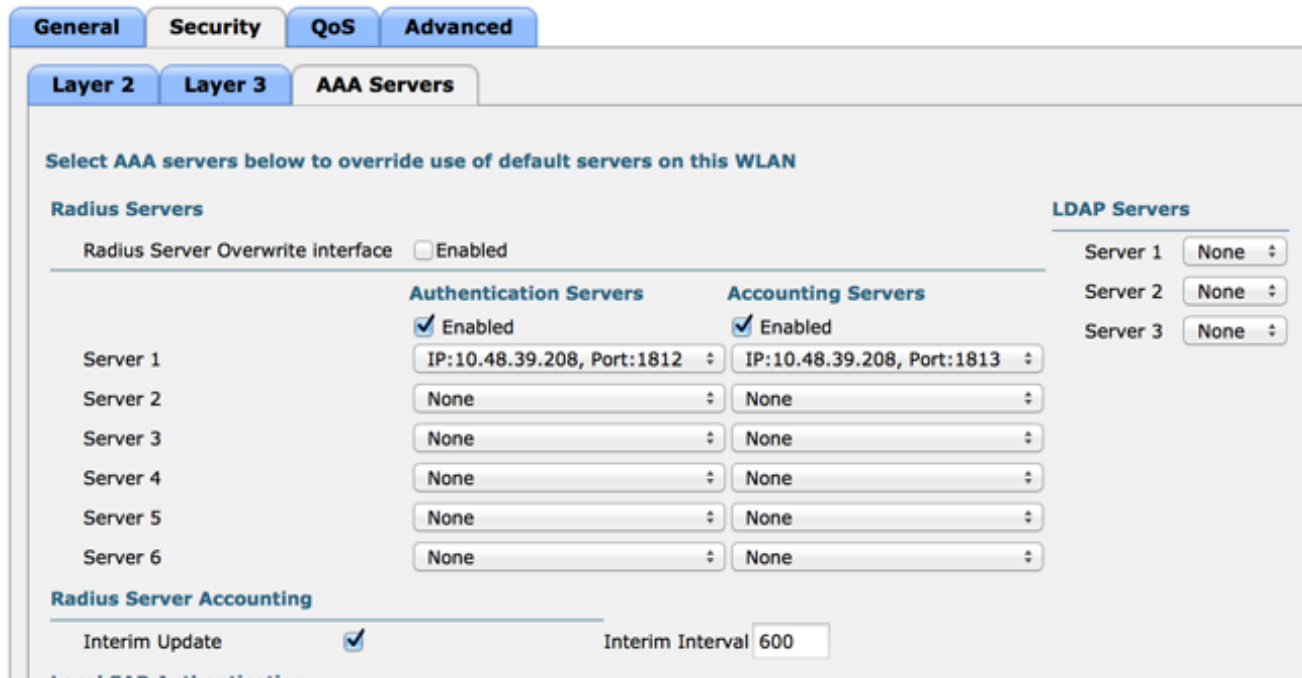 General Security QoS Advanced
Layer 2 Layer 3 AAA Servers
Select AAA servers below to override use of default servers on this WLAN
Radius Servers
LDAP Servers
Radius Server Overwrite interface Enabled
Server 1 None
Server 2 None
Server 3 None
Authentication Servers Accounting Servers
Enabled Enabled
Server 1 IP:10.48.39.208, Port:1812 IP:10.48.39.208, Port:1813
Server 2 None None
Server 3 None None
Server 4 None None
Server 5 None None
Server 6 None None
Radius Server Accounting
Interim Update Interim Interval 600
Local EAP Authentication